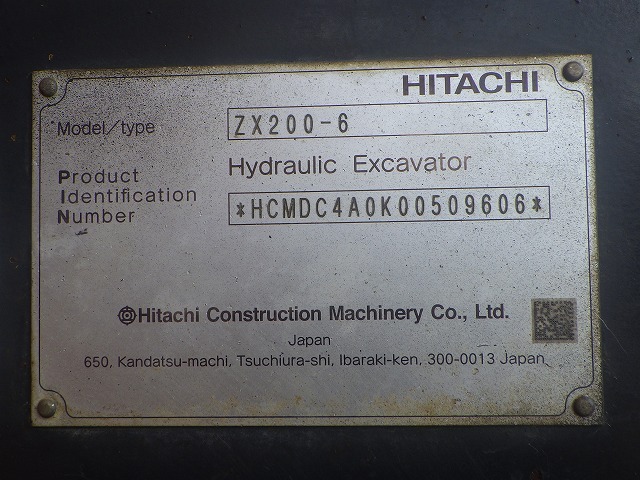 HITACHI
Model/type ZX200-6
Hydraulic Excavator
Product
Identification
Number
*HCMDC4A0K00509606*
Hitachi Construction Machinery Co., Ltd.
Japan
650, Kandatsu-machi, Tsuchiura-shi, Ibaraki-ken, 300-0013 Japan